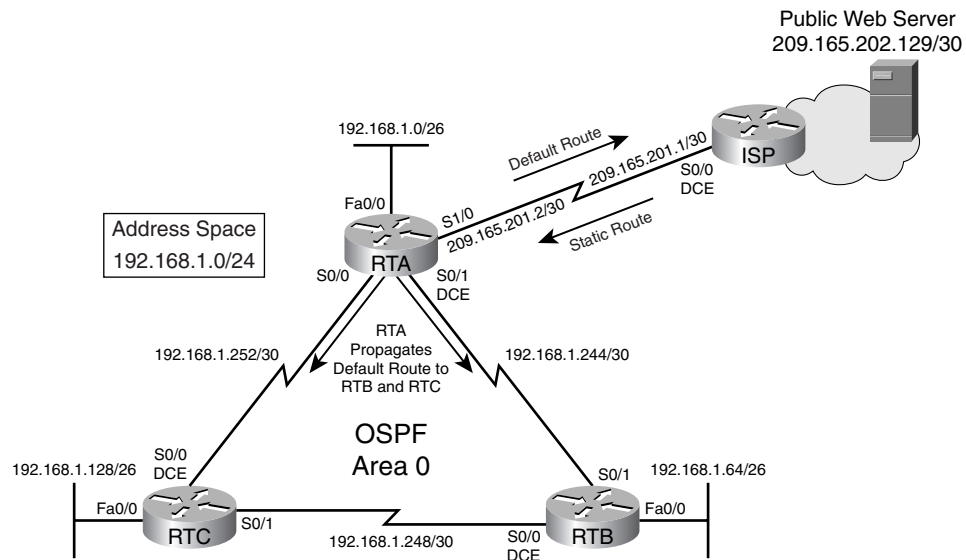 Public Web Server
209.165.202.129/30
192.168.1.0/26
Default Route
209.165.201.1/30
ISP
S0/0
DCE
Fa0/0
S1/0
209.165.201.2/30
Static Route
Address Space
192.168.1.0/24
RTA
S0/0
S0/1
DCE
RTA
Propagates
Default Route to
RTB and RTC
192.168.1.252/30
192.168.1.244/30
OSPF
Area 0
S0/0
DCE
192.168.1.128/26
S0/1
192.168.1.64/26
Fa0/0
RTC
S0/1
192.168.1.248/30
S0/0
DCE
RTB
Fa0/0